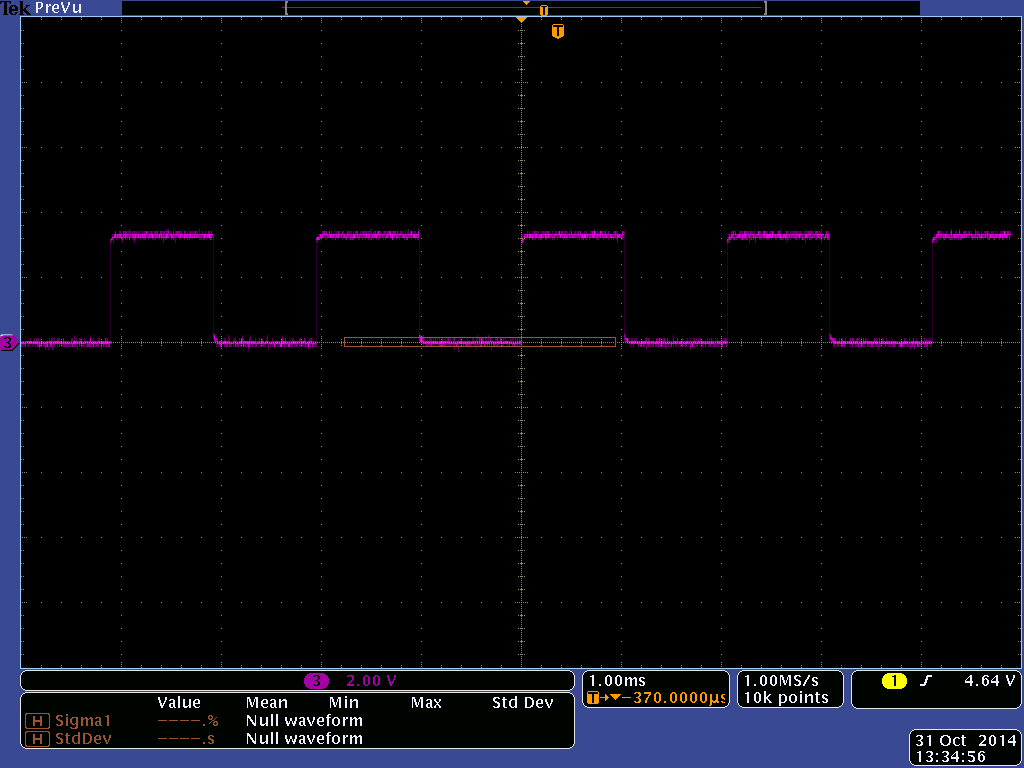 Tek PreVu
T
T
3
3 2.00 V
1.00ms
T→▼−370.0000µs
1.00MS/s
10k points
1 4.64 V
Value Mean Min Max Std Dev
H Sigma1 −−−−.% Null waveform
H StdDev −−−−.s Null waveform
31 Oct 2014
13:34:56